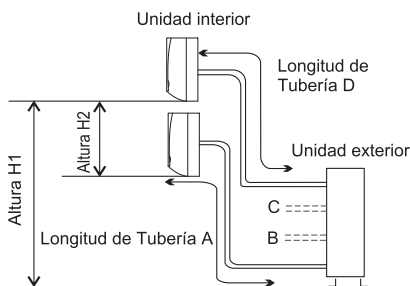 Unidad interior
Longitud de
Tubería D
Altura H2
Unidad exterior
Altura H1
C
B
Longitud de Tubería A